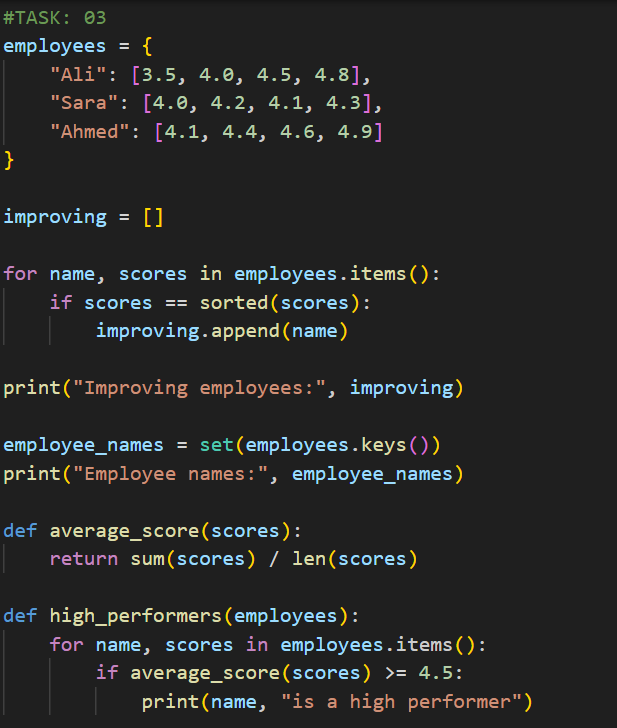 #TASK: 03
employees = {
    "Ali": [3.5, 4.0, 4.5, 4.8],
    "Sara": [4.0, 4.2, 4.1, 4.3],
    "Ahmed": [4.1, 4.4, 4.6, 4.9]
}

improving = []

for name, scores in employees.items():
    if scores == sorted(scores):
        improving.append(name)

print("Improving employees:", improving)

employee_names = set(employees.keys())
print("Employee names:", employee_names)

def average_score(scores):
    return sum(scores) / len(scores)

def high_performers(employees):
    for name, scores in employees.items():
        if average_score(scores) >= 4.5:
            print(name, "is a high performer")